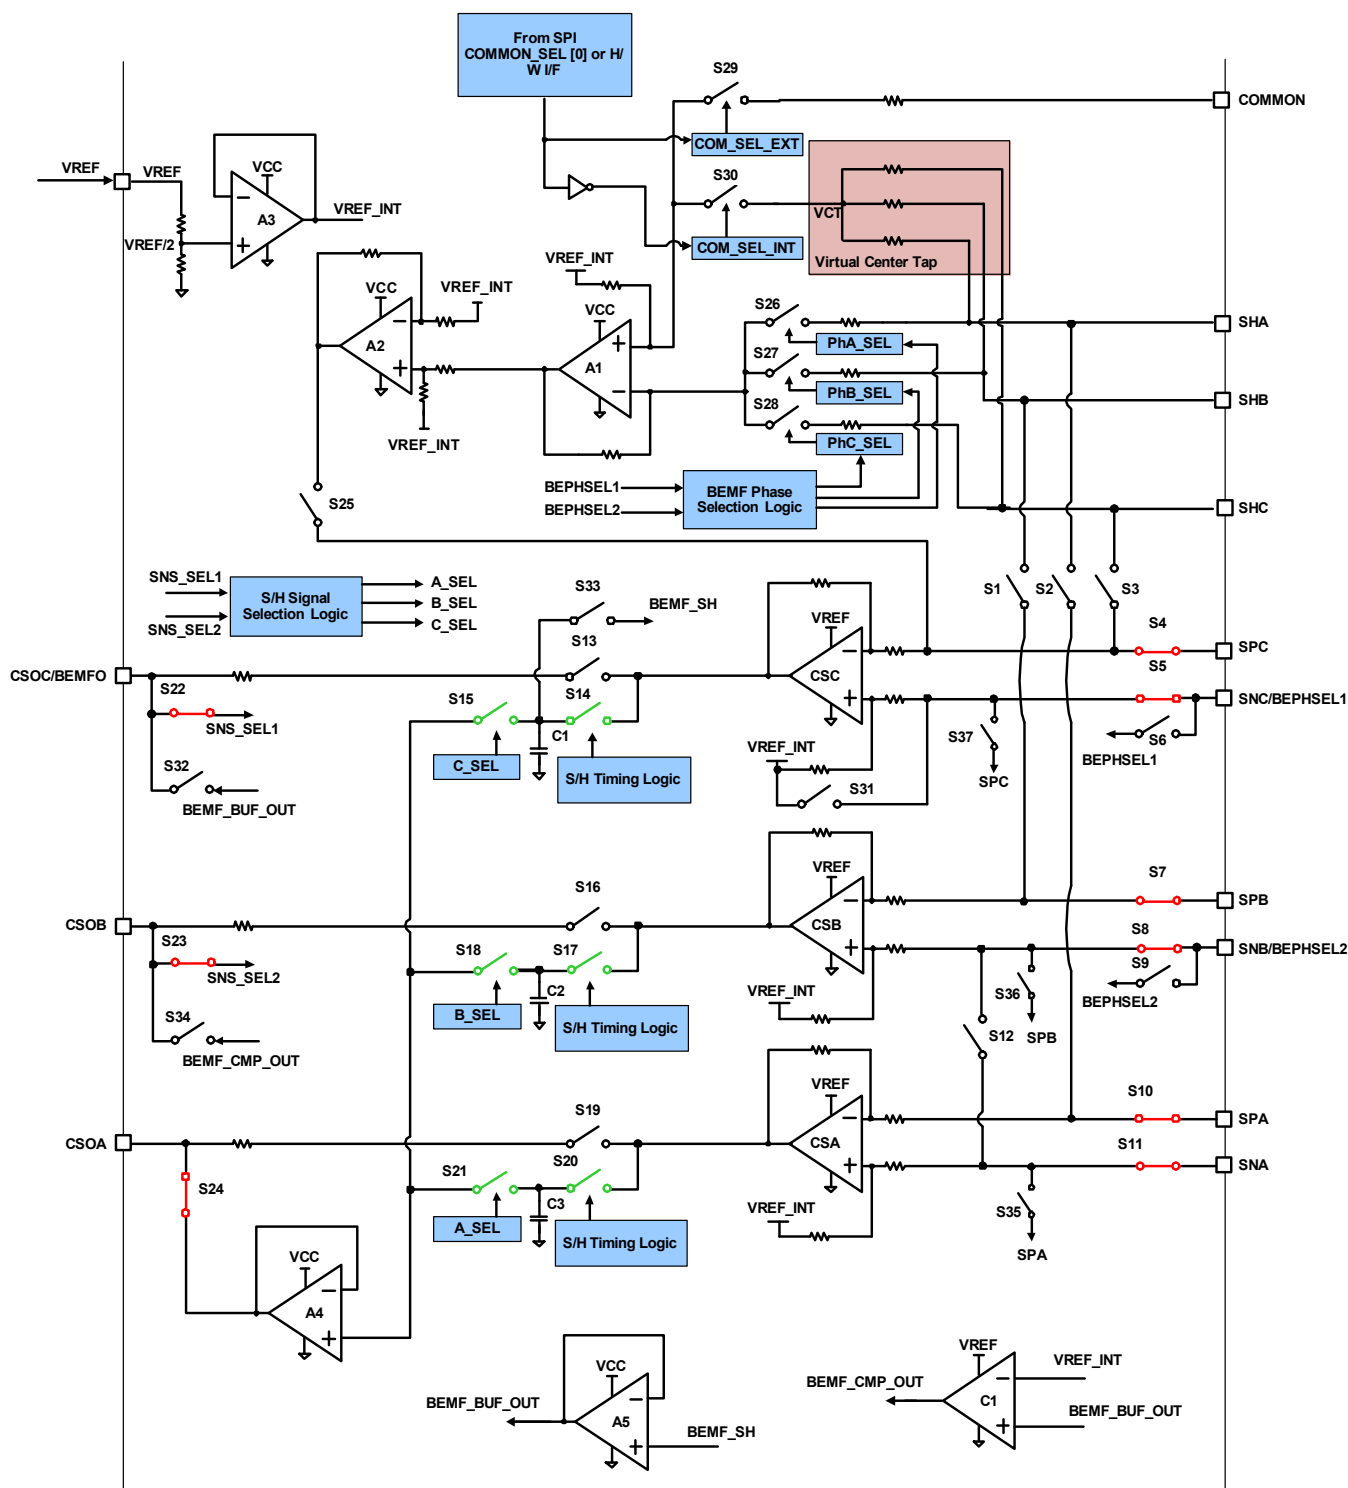 From SPI
COMMON_SEL [0] or H/
W I/F
S29
COMMON
COM_SEL_EXT
VREF
VREF
VCC
A3
VREF_INT
VREF/2
S30
VCT
COM_SEL_INT
Virtual Center Tap
VREF_INT
VCC
VREF_INT
A2
VREF_INT
VCC
A1
S26
PhA_SEL
SHA
S27
PhB_SEL
SHB
S28
PhC_SEL
BEPHSEL1
BEPHSEL2
BEMF Phase
Selection Logic
SHC
S25
SNS_SEL1
SNS_SEL2
S/H Signal
Selection Logic
A_SEL
B_SEL
C_SEL
S33
BEMF_SH
S1
S2
S3
S13
VREF
CSC
S4
SPC
CSOC/BEMFO
S22
SNS_SEL1
S15
S14
C1
C_SEL
S/H Timing Logic
S5
SNC/BEPHSEL1
S37
S6
BEPHSEL1
SPC
VREF_INT
S31
S32
BEMF_BUF_OUT
S16
VREF
CSB
S7
SPB
CSOB
S23
SNS_SEL2
S18
S17
C2
B_SEL
S/H Timing Logic
S8
SNB/BEPHSEL2
S9
S36
BEPHSEL2
VREF_INT
S34
BEMF_CMP_OUT
S12
SPB
S19
VREF
CSA
S10
SPA
CSOA
S24
S21
S20
C3
A_SEL
S/H Timing Logic
S11
SNA
VREF_INT
S35
SPA
VCC
A4
VCC
BEMF_BUF_OUT
A5
BEMF_SH
VREF
VREF_INT
BEMF_CMP_OUT
C1
BEMF_BUF_OUT